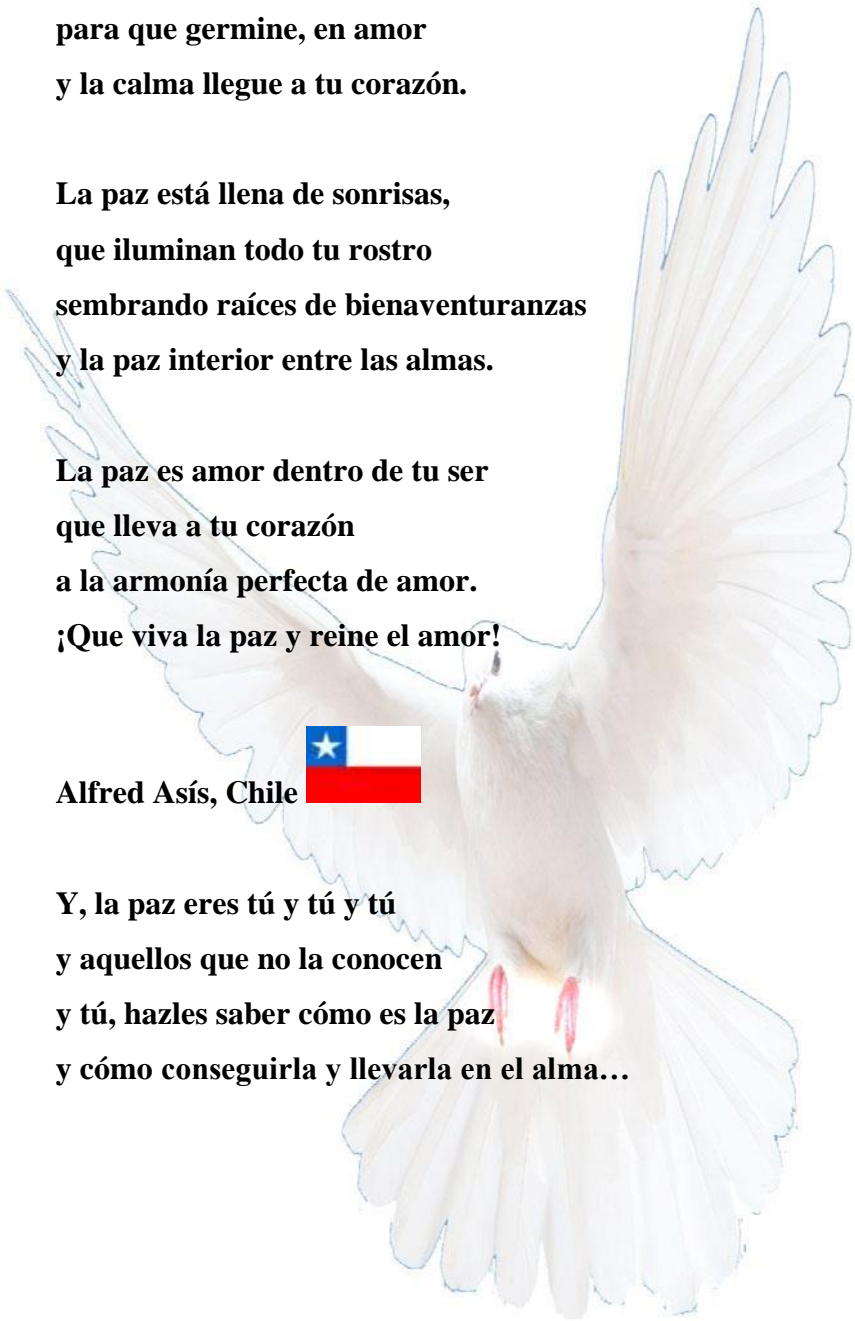 para que germine, en amor
y la calma llegue a tu corazón.
La paz está llena de sonrisas,
que iluminan todo tu rostro
sembrando raíces de bienaventuranzas
y la paz interior entre las almas.
La paz es amor dentro de tu ser
que lleva a tu corazón
a la armonía perfecta de amor.
¡Que viva la paz y reine el amor!
Alfred Asís, Chile
Y, la paz eres tú y tú y tú
y aquellos que no la conocen
y tú, hazles saber cómo es la paz
y cómo conseguirla y llevarla en el alma…